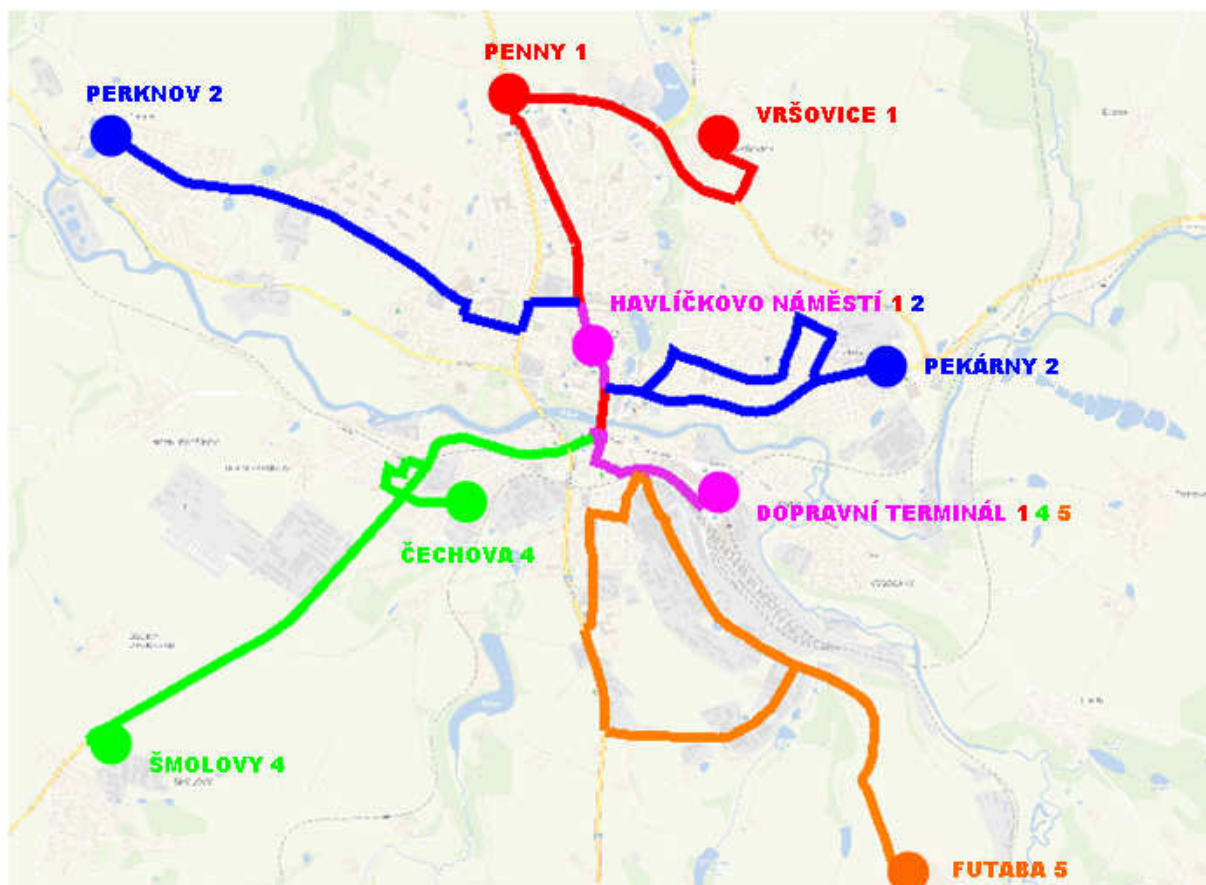 PENNY 1
PERKNOV 2
VRŠOVICE 1
HAVLÍČKOVO NÁMĚSTÍ 1 2
PEKÁRNY 2
DOPRAVNÍ TERMINÁL 1 4 5
ČECHOVA 4
ŠMOLOVY 4
FUTABA 5